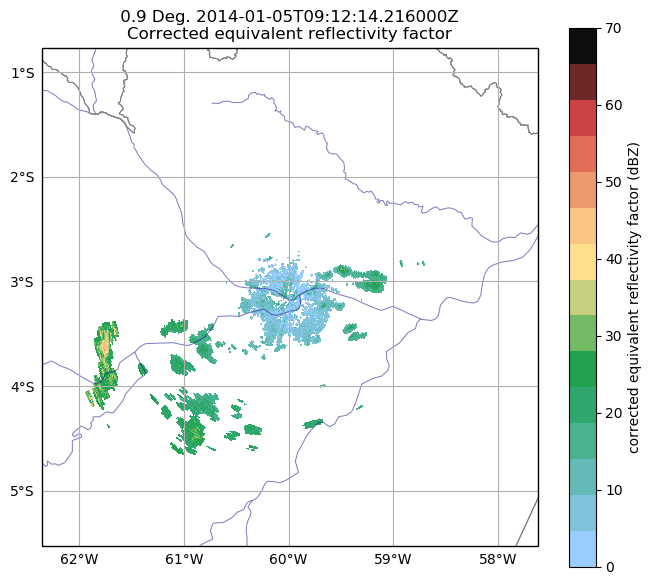 0.9 Deg. 2014-01-05T09:12:14.216000Z
Corrected equivalent reflectivity factor
1°S
2°S
3°S
4°S
5°S
62°W
61°W
60°W
59°W
58°W
70
60
50
40
30
20
10
0
corrected equivalent reflectivity factor (dBZ)